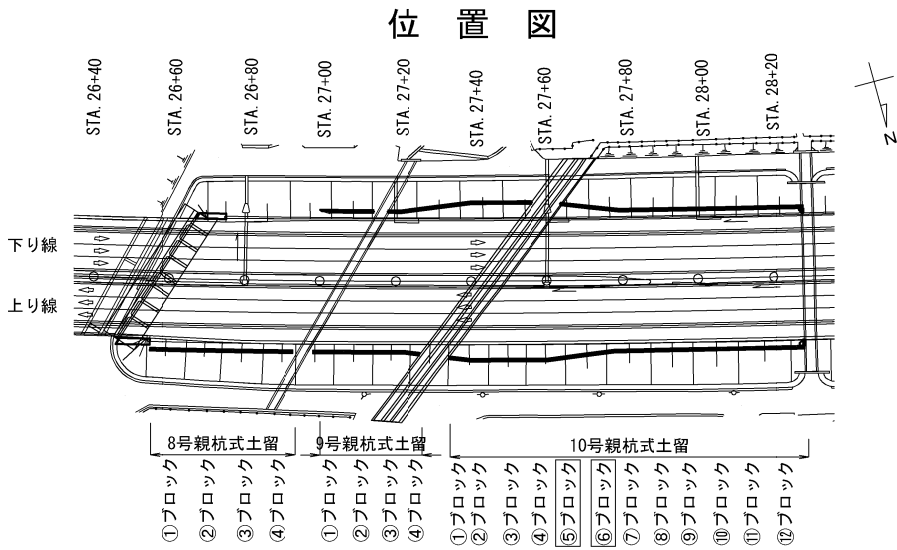 位置図
STA.26+40
STA.26+60
STA.26+80
STA.27+00
STA.27+20
STA.27+40
STA.27+60
STA.27+80
STA.28+00
STA.28+20
N
下り線
上り線
8号親杭式土留
9号親杭式土留
10号親杭式土留
①ブロック
②ブロック
③ブロック
④ブロック
①ブロック
②ブロック
③ブロック
④ブロック
①ブロック
②ブロック
③ブロック
④ブロック
⑤ブロック
⑥ブロック
⑦ブロック
⑧ブロック
⑨ブロック
⑩ブロック
⑪ブロック
⑫ブロック